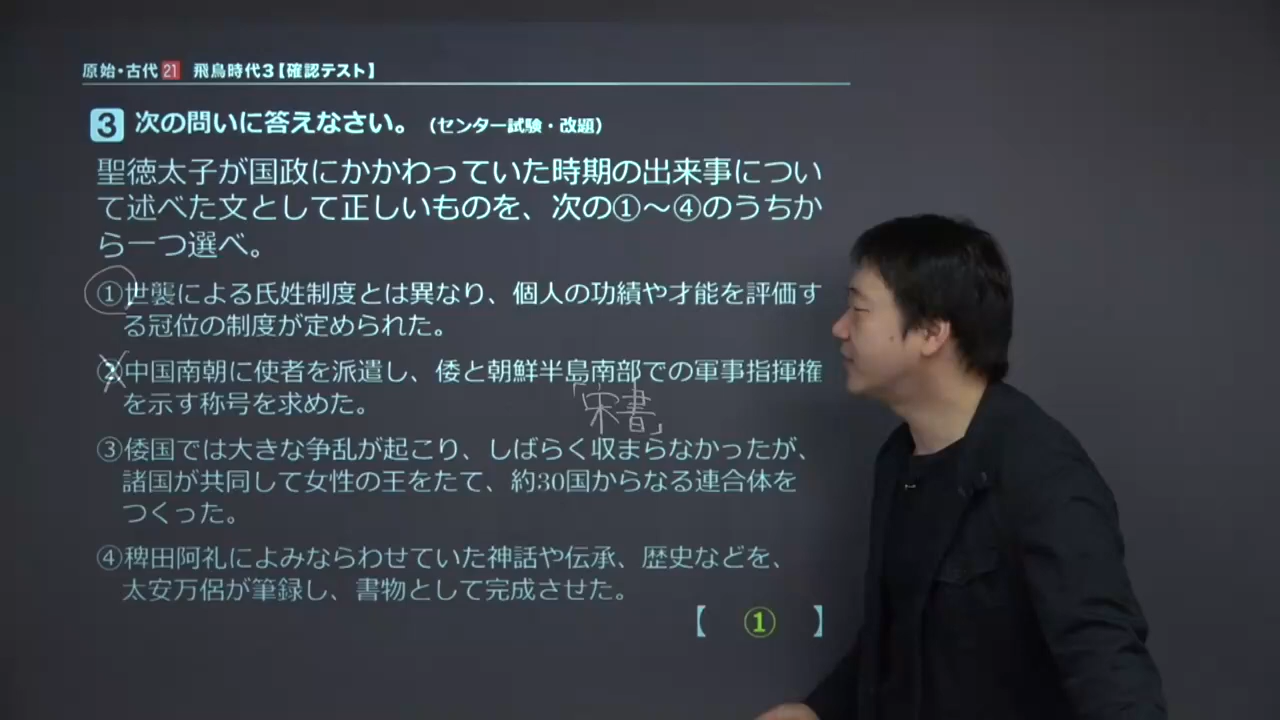 原始・古代21 飛鳥時代3【確認テスト】
3 次の問いに答えなさい。（センター試験・改題）
聖徳太子が国政にかかわっていた時期の出来事につい
て述べた文として正しいものを、次の①～④のうちか
ら一つ選べ。
①世襲による氏姓制度とは異なり、個人の功績や才能を評価す
る冠位の制度が定められた。
②中国南朝に使者を派遣し、倭と朝鮮半島南部での軍事指揮権
を示す称号を求めた。
「宋書」
③倭国では大きな争乱が起こり、しばらく収まらなかったが、
諸国が共同して女性の王をたて、約30国からなる連合体を
つくった。
④稗田阿礼によみならわせていた神話や伝承、歴史などを、
太安万侶が筆録し、書物として完成させた。
【 ① 】